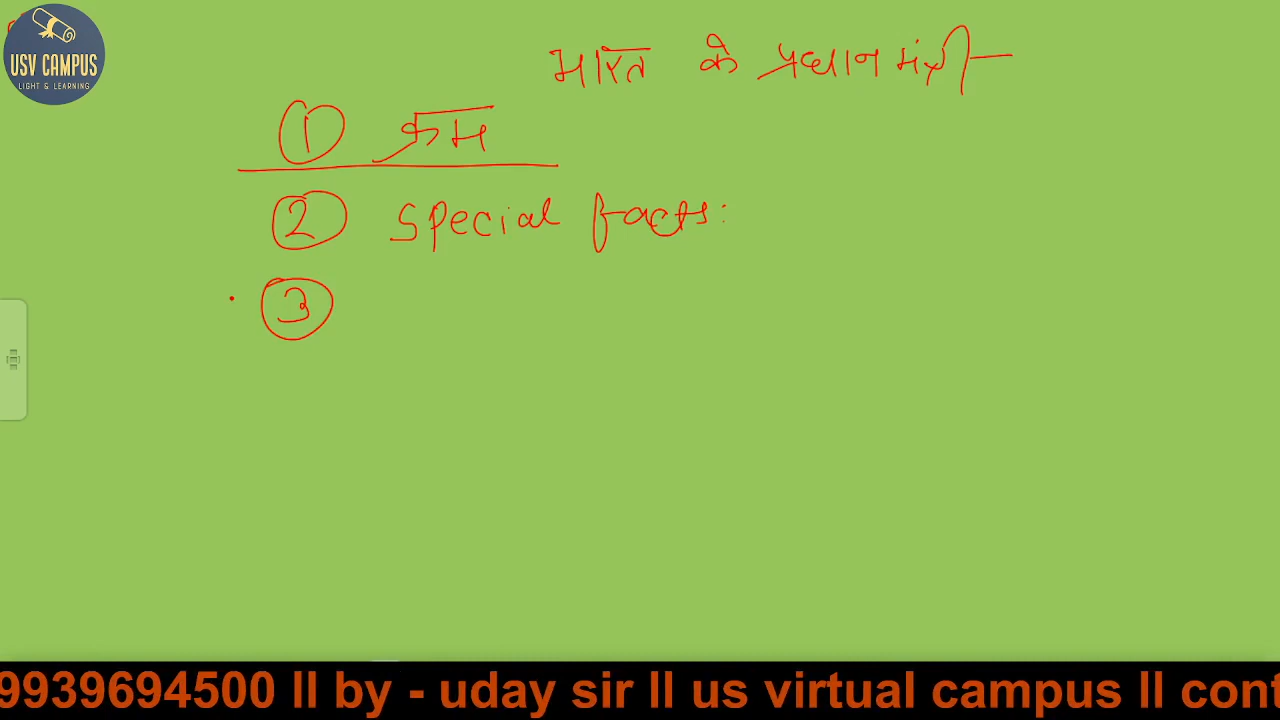 USV CAMPUS
LIGHT & LEARNING
भारत के प्रधान मंत्री-
① क्रम
② Special facts:
③
9939694500 ll by - uday sir ll us virtual campus ll cont